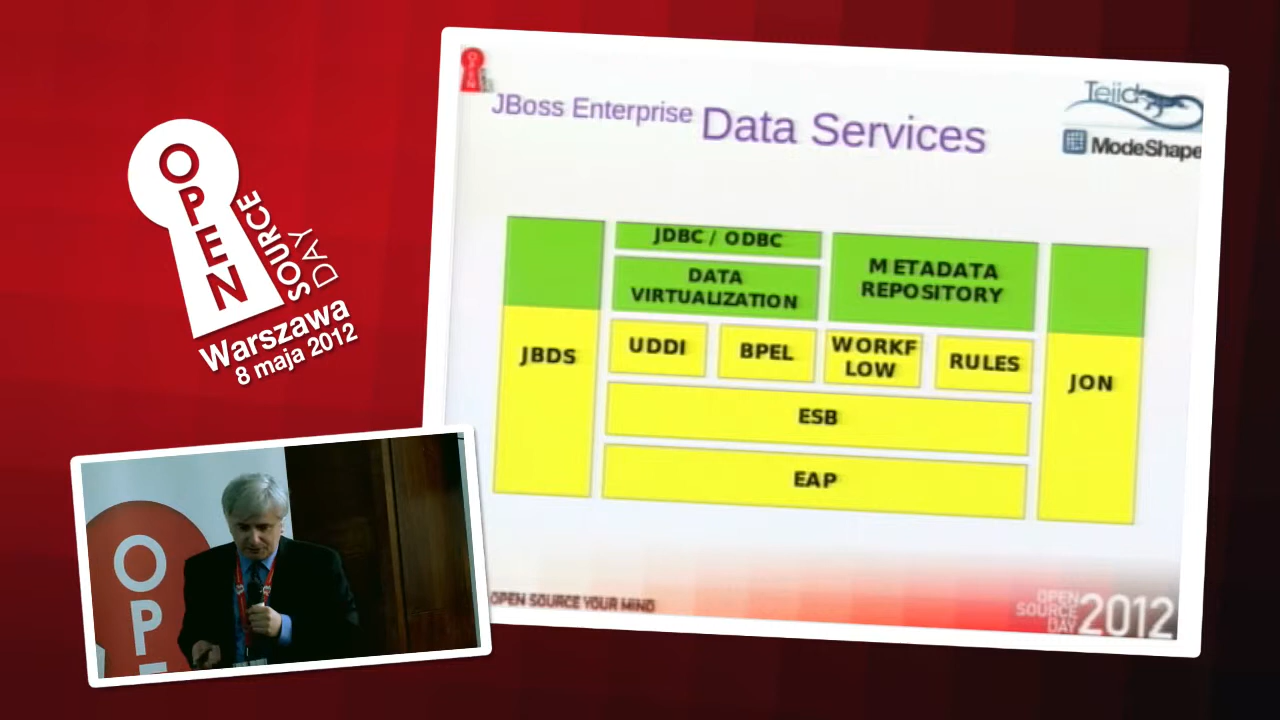 OPEN
SOURCE
DAY
Warszawa
8 maja 2012
OPEN
JBoss Enterprise Data Services
Teiid
ModeShape
JDBC / ODBC
DATA
VIRTUALIZATION
METADATA
REPOSITORY
JBDS
UDDI
BPEL
WORKF
LOW
RULES
JON
ESB
EAP
OPEN SOURCE YOUR MIND
OPEN
SOURCE
DAY
2012
OPE